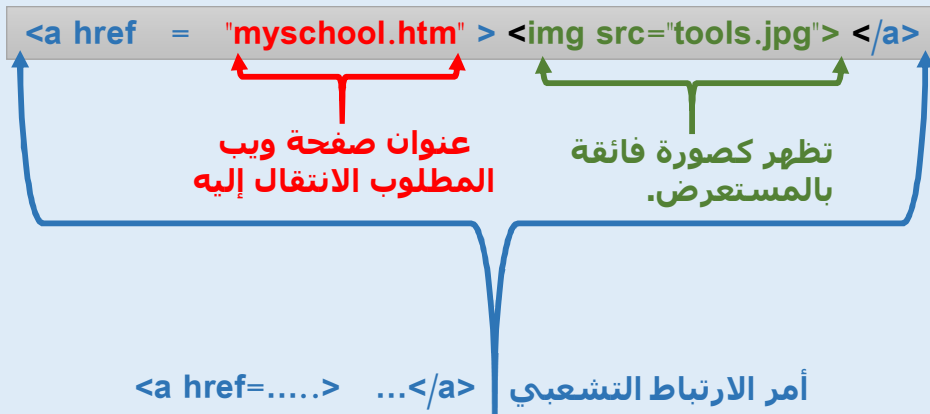 <a href = "myschool.htm" > <img src="tools.jpg"> </a>
عنوان صفحة ويب
المطلوب الانتقال إليه
تظهر كصورة فائقة
بالمستعرض.
أمر الارتباط التشعبي <a href=.....> ...</a>